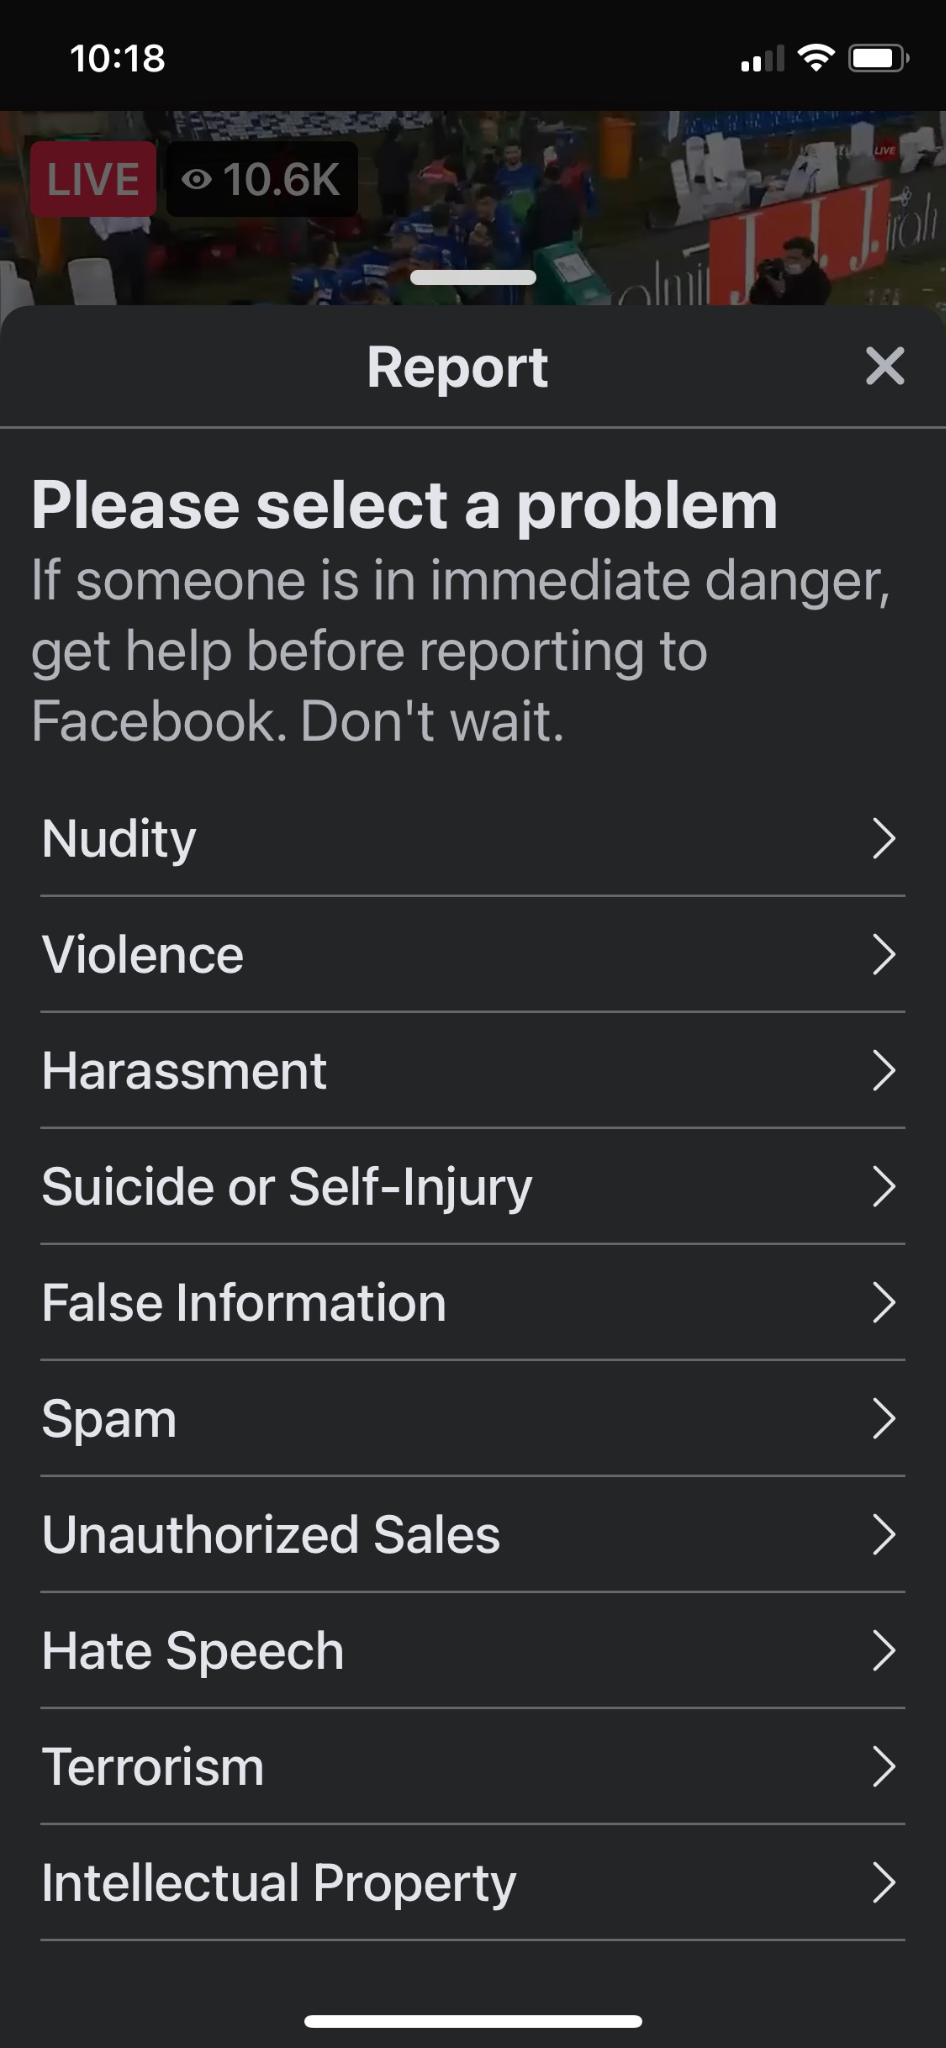 10:18
LIVE
10.6K
LIVE
Report
Please select a problem
If someone is in immediate danger,
get help before reporting to
Facebook. Don't wait.
Nudity
Violence
Harassment
Suicide or Self-Injury
False Information
Spam
Unauthorized Sales
Hate Speech
Terrorism
Intellectual Property